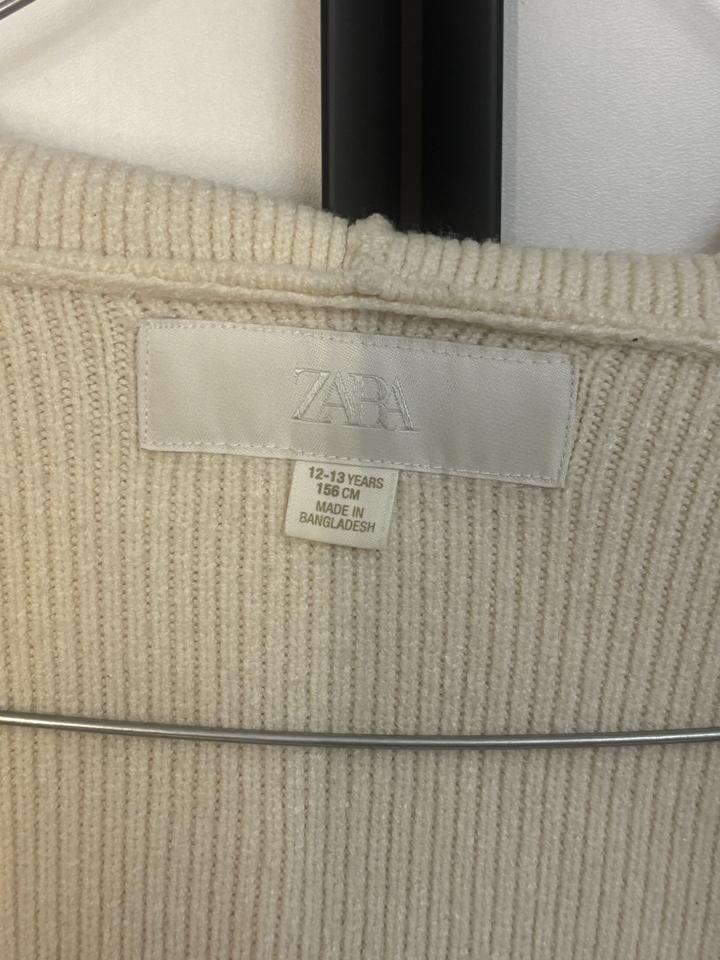 ZARA
12-13 YEARS
156 CM
MADE IN
BANGLADESH